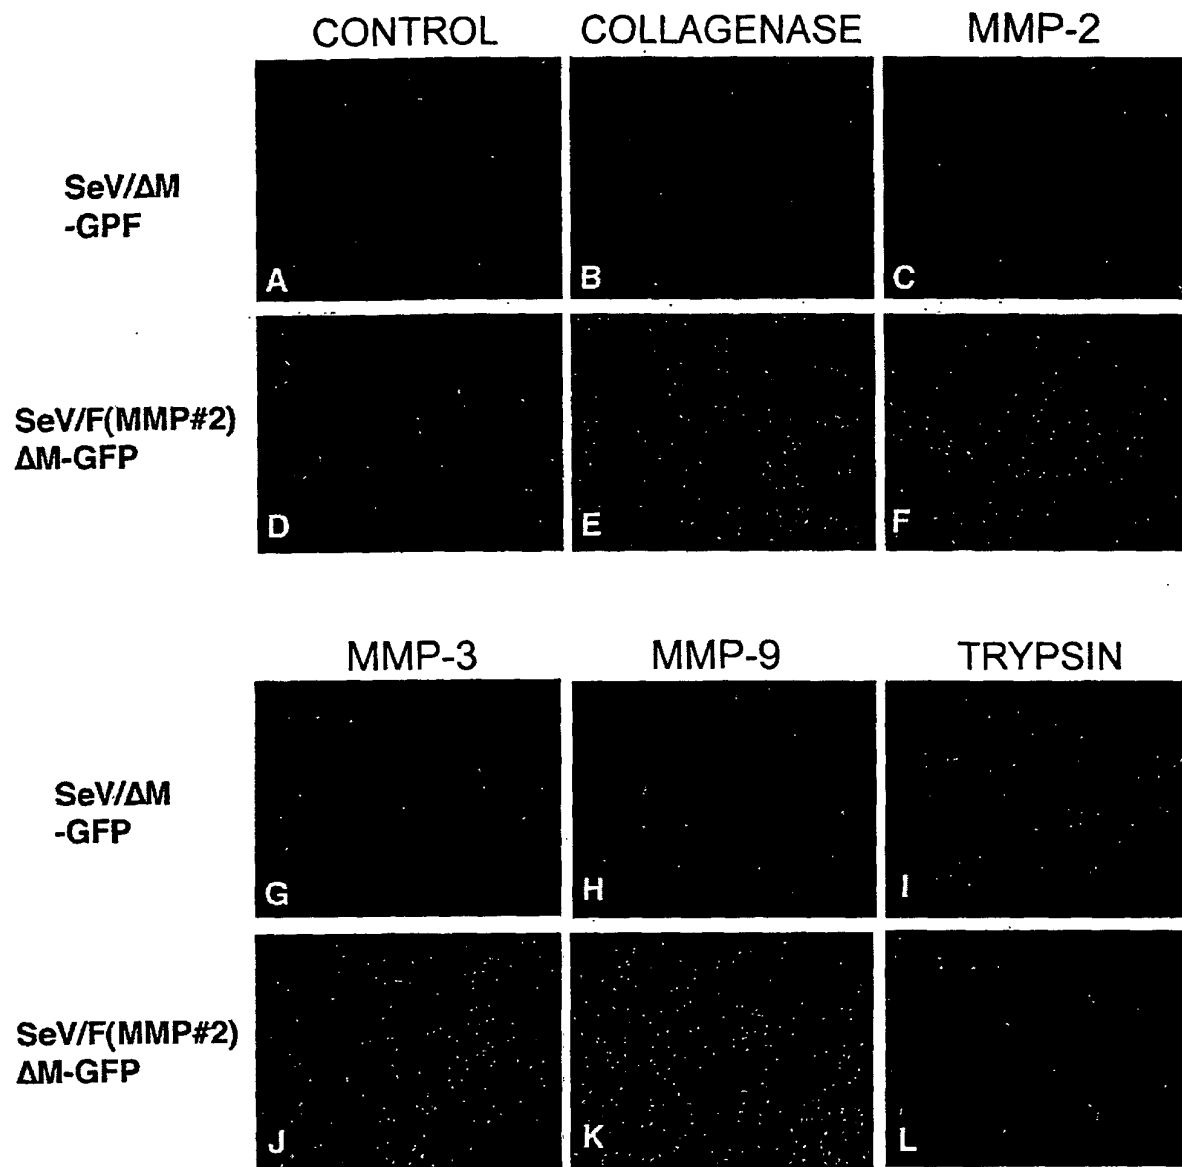 CONTROL COLLAGENASE MMP-2
SeV/ΔM
-GPF
A B C
SeV/F(MMP#2)
ΔM-GFP
D E F
MMP-3 MMP-9 TRYPSIN
SeV/ΔM
-GFP
G H I
SeV/F(MMP#2)
ΔM-GFP
J K L